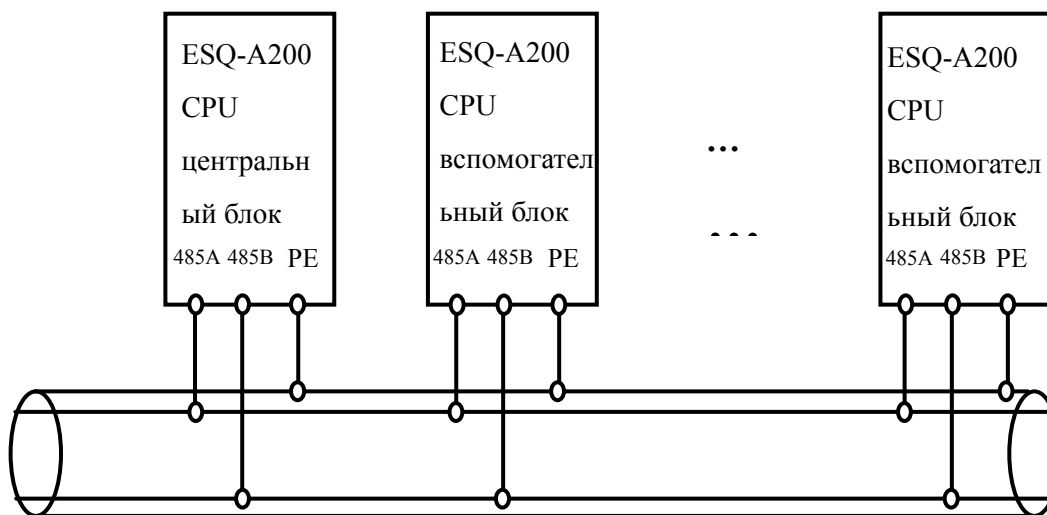 ESQ-A200
CPU
центральн
ый блок
485A 485B PE
ESQ-A200
CPU
вспомогател
ьный блок
485A 485B PE
...
...
ESQ-A200
CPU
вспомогател
ьный блок
485A 485B PE